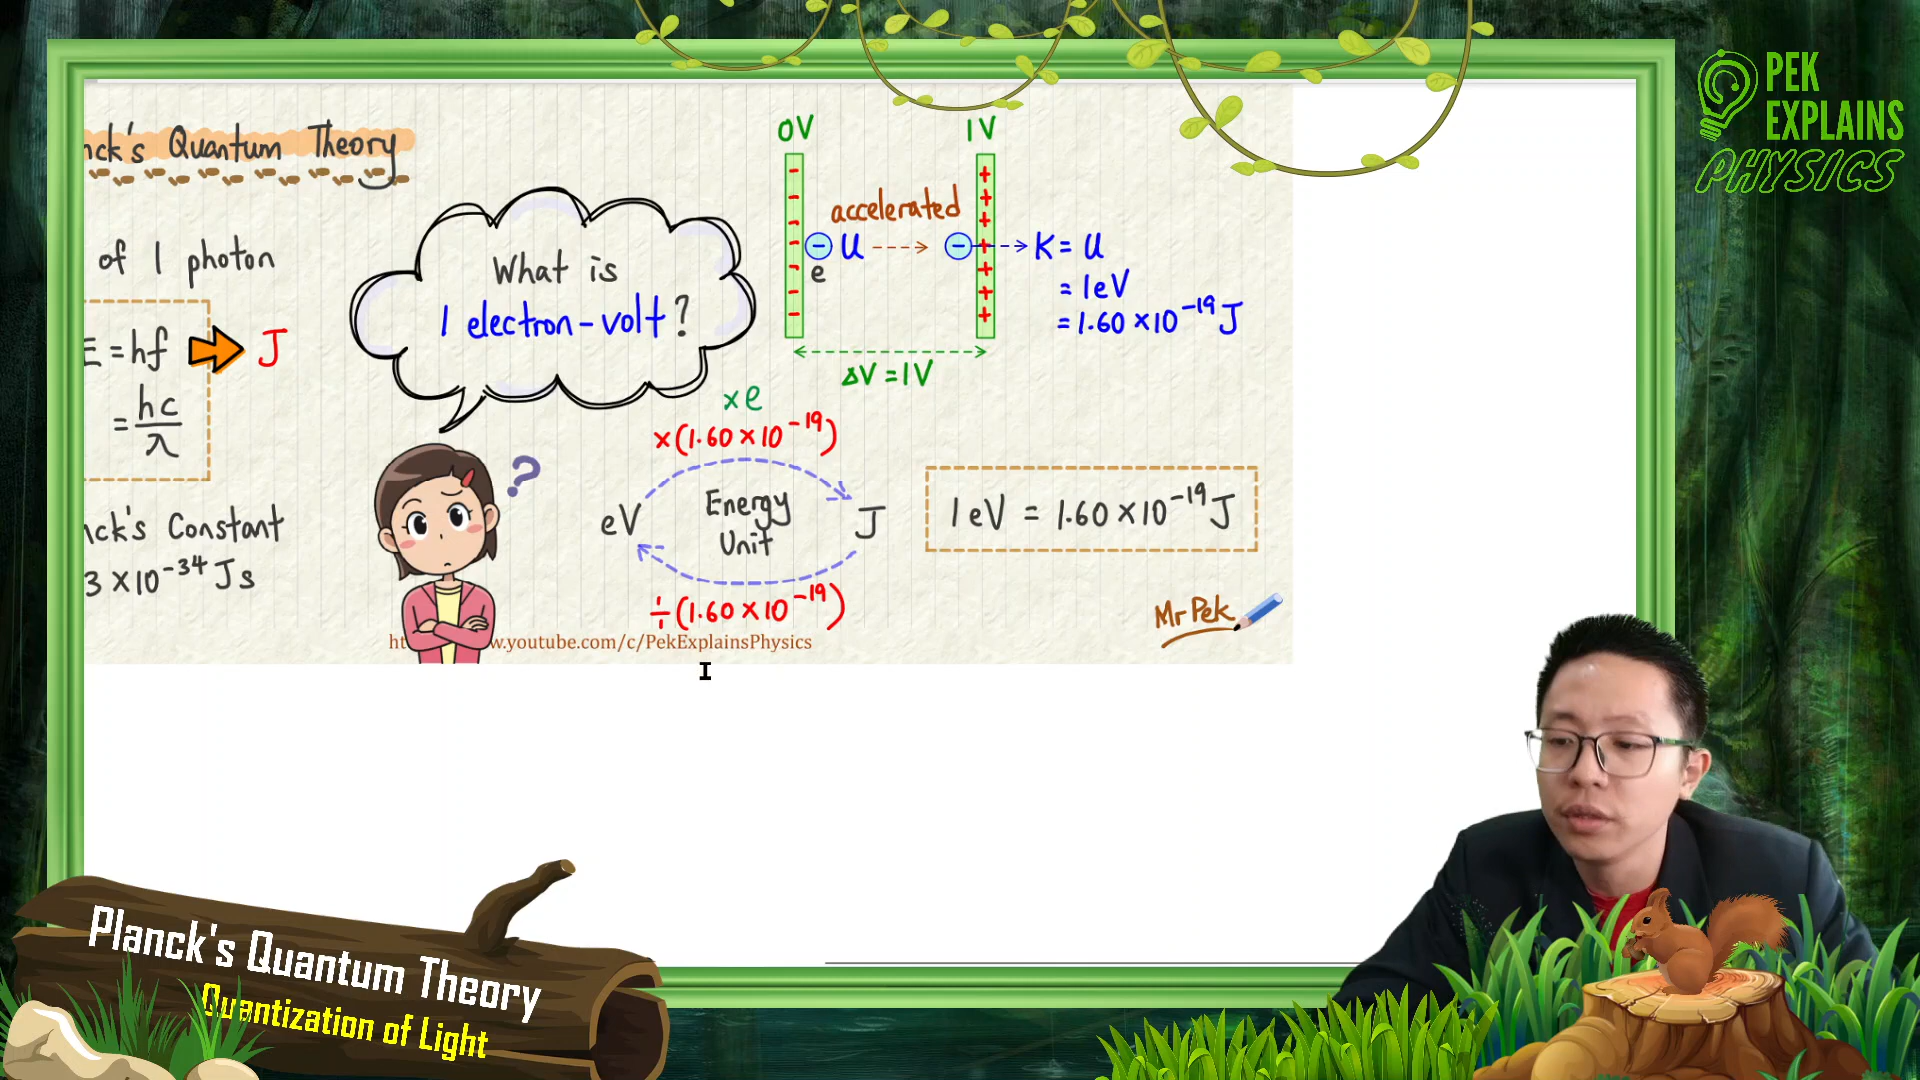 nck's Quantum Theory
of 1 photon
E = hf
J
= hc
λ
nck's Constant
3 × 10⁻³⁴ Js
What is
1 electron-volt?
?
0V
1V
accelerated
- U - K = U
e
= 1eV
= 1.60 × 10⁻¹⁹ J
ΔV = 1V
× e
× (1.60 × 10⁻¹⁹)
eV
Energy
Unit
J
÷ (1.60 × 10⁻¹⁹)
1 eV = 1.60 × 10⁻¹⁹ J
Mr Pek
ht
w.youtube.com/c/PekExplainsPhysics
PEK
EXPLAINS
PHYSICS
Planck's Quantum Theory
Quantization of Light